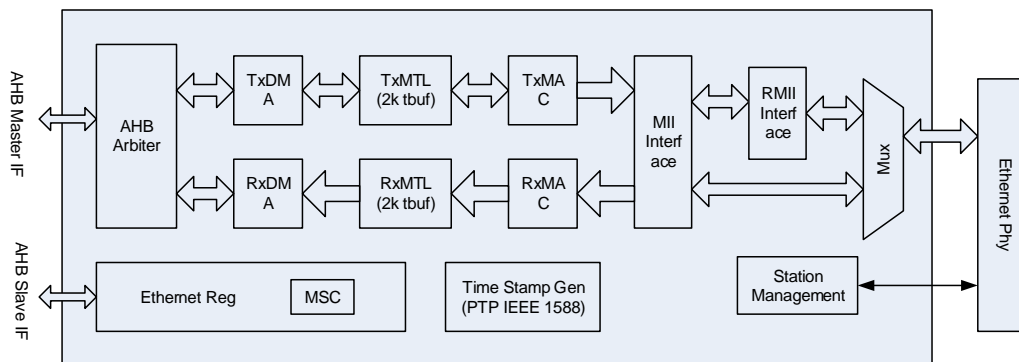 AHB Master IF
AHB
Arbiter
TxDM
A
TxMTL
(2k tbuf)
TxMA
C
MII
Interf
ace
RMII
Interf
ace
Mux
Ethernet Phy
RxDM
A
RxMTL
(2k tbuf)
RxMA
C
AHB Slave IF
Ethernet Reg
MSC
Time Stamp Gen
(PTP IEEE 1588)
Station
Management